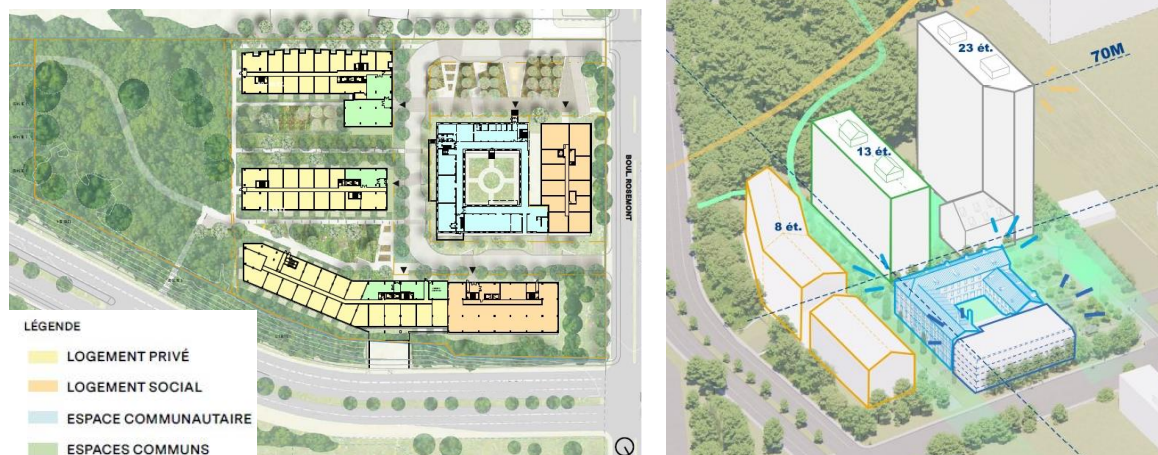 BOUL. ROSEMONT
LÉGENDE
LOGEMENT PRIVÉ
LOGEMENT SOCIAL
ESPACE COMMUNAUTAIRE
ESPACES COMMUNS
23 ét.
70M
13 ét.
8 ét.